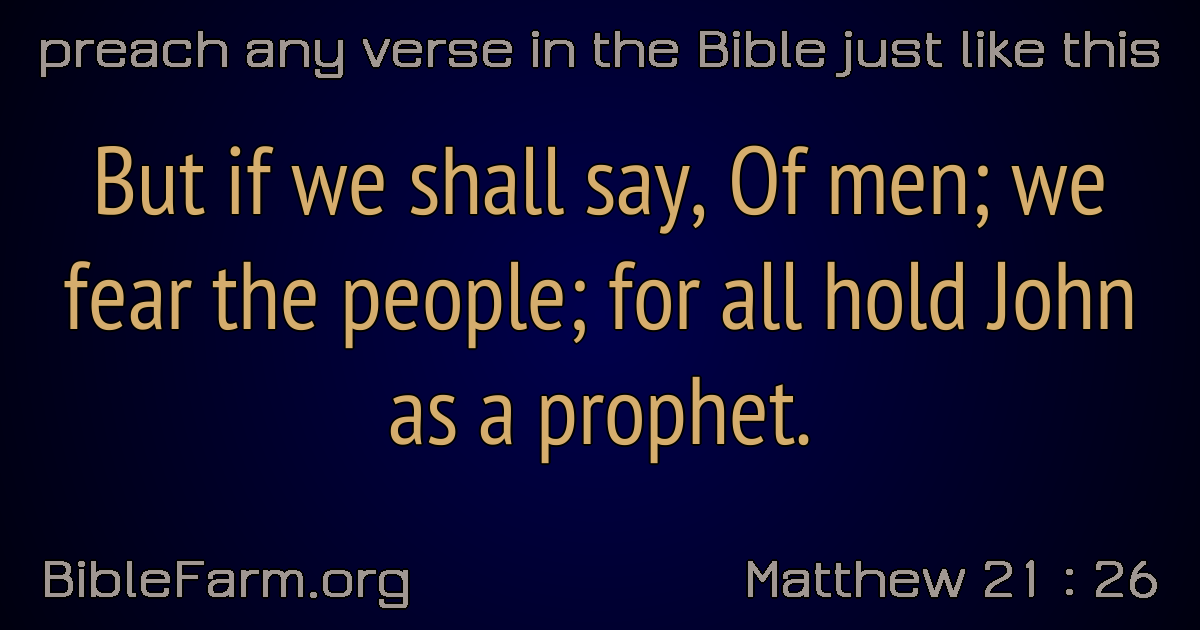 preach any verse in the Bible just like this
But if we shall say, Of men; we
fear the people; for all hold John
as a prophet.
BibleFarm.org
Matthew 21 : 26